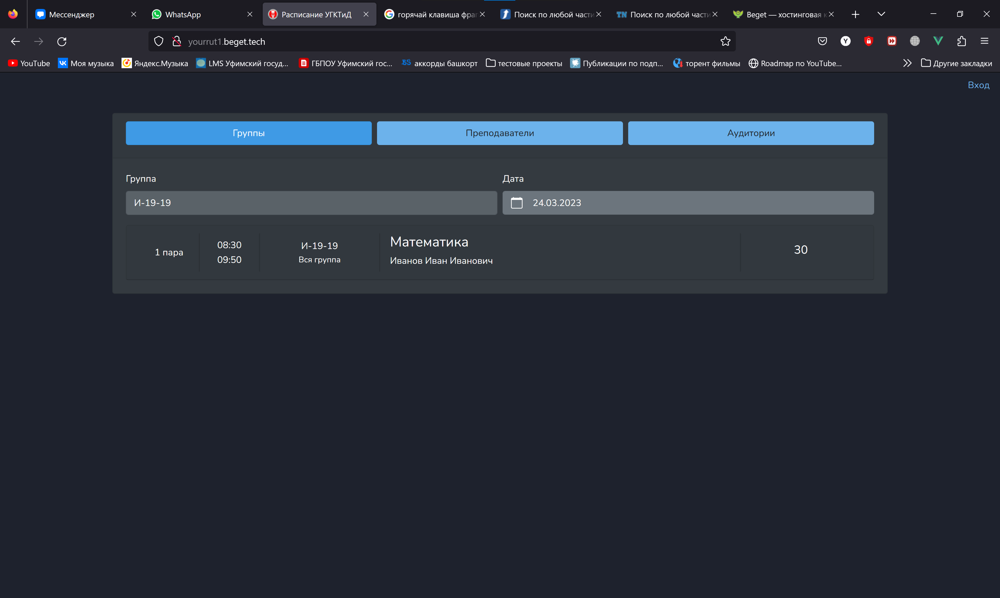 Мессенджер
WhatsApp
Расписание УГКТиД
горячай клавиша фраг
Поиск по любой части
Поиск по любой части
Beget — хостинговая к
yourrut1.beget.tech
YouTube
Моя музыка
Яндекс.Музыка
LMS Уфимский госуд...
ГБПОУ Уфимский гос...
аккорды башкорт
тестовые проекты
Публикации по подп...
торент фильмы
Roadmap по YouTube...
Другие закладки
Вход
Группы
Преподаватели
Аудитории
Группа
Дата
И-19-19
24.03.2023
1 пара
08:30
09:50
И-19-19
Вся группа
Математика
Иванов Иван Иванович
30